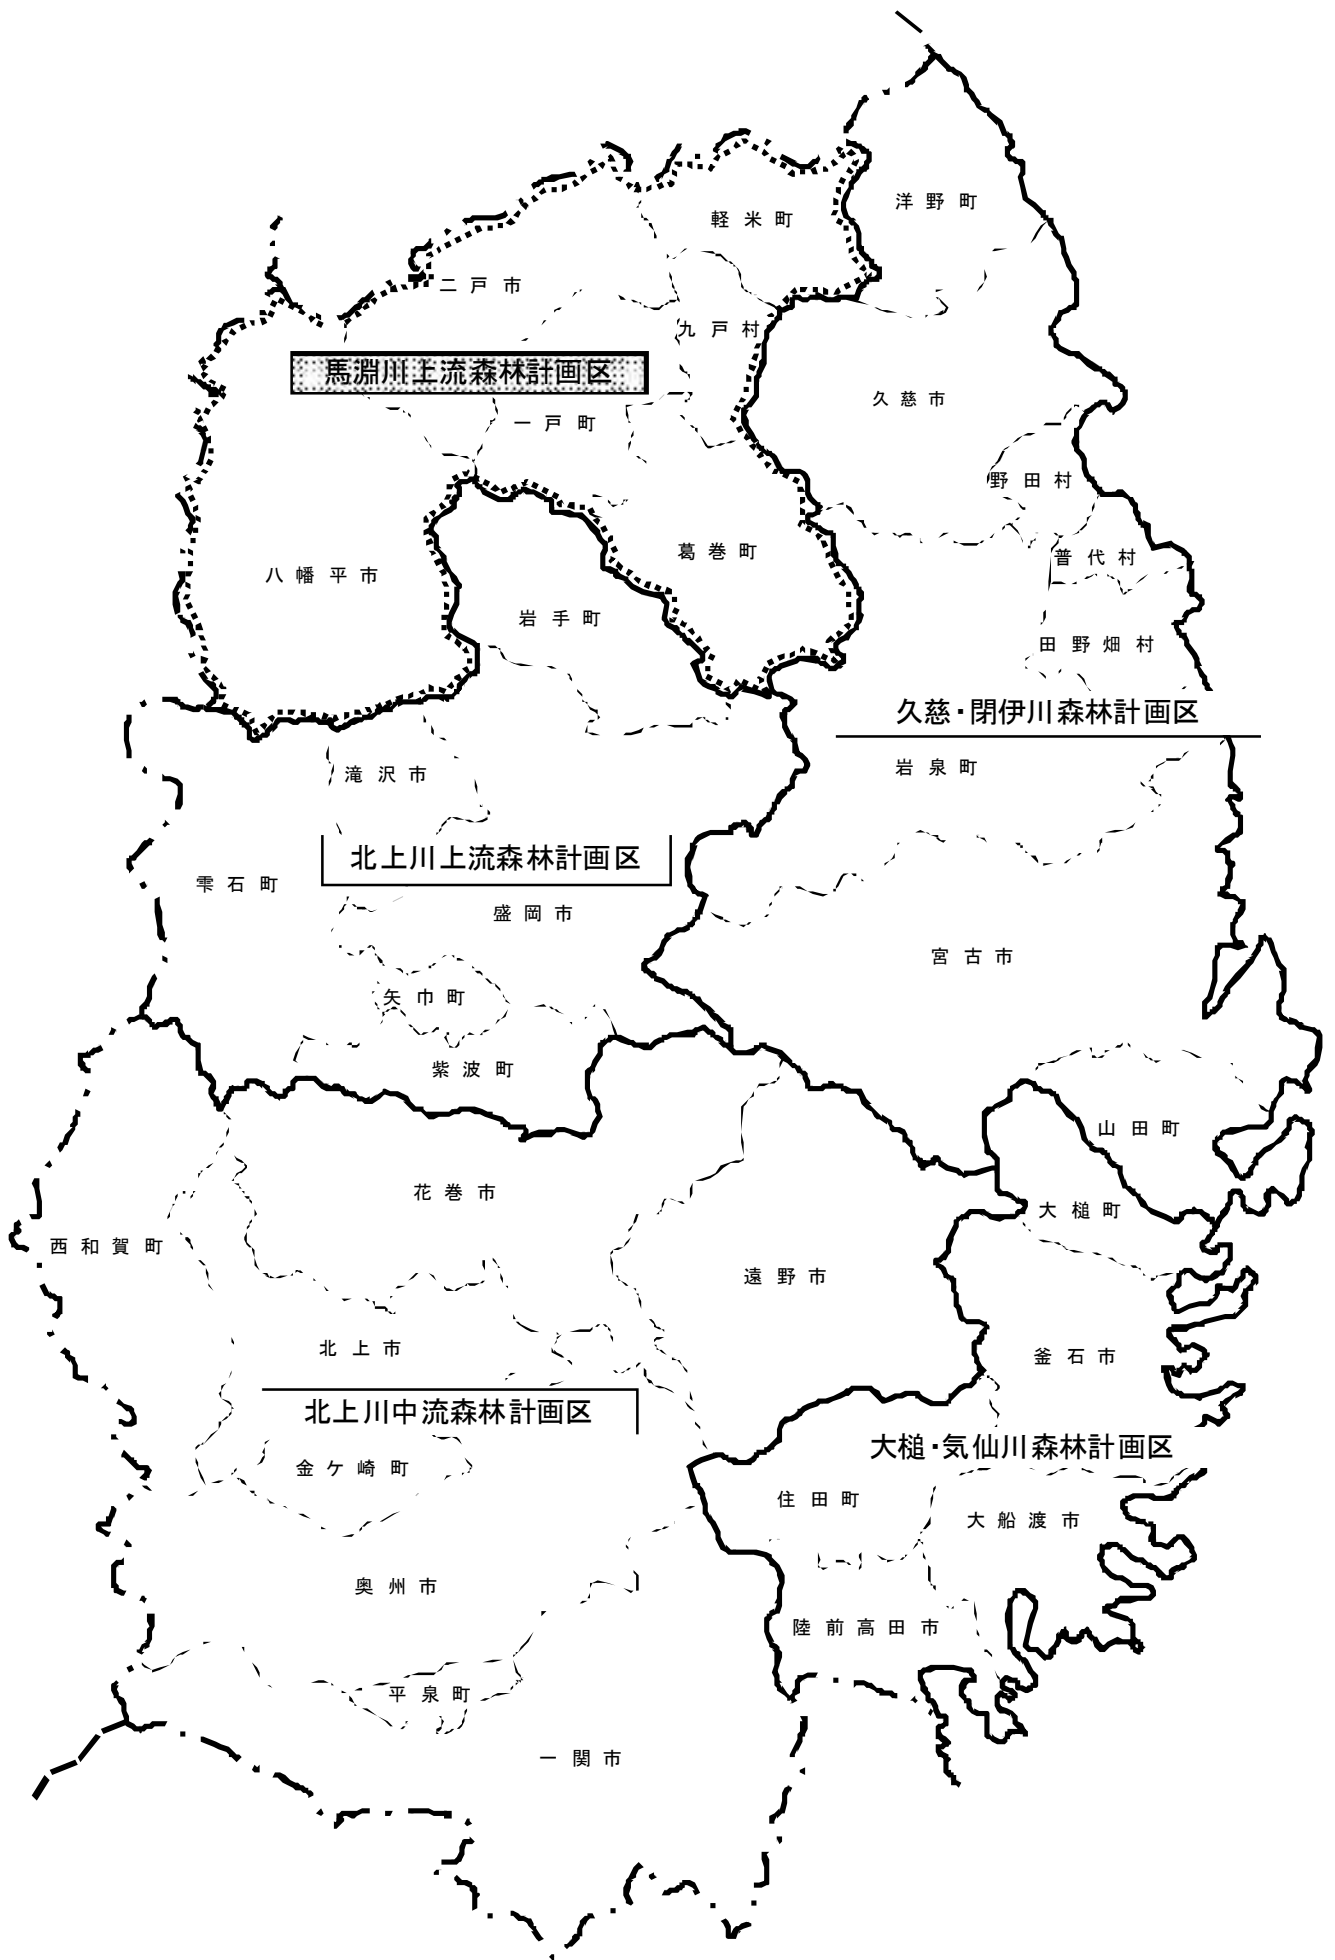 洋野町
軽米町
二戸市
九戸村
馬淵川上流森林計画区
久慈市
一戸町
野田村
葛巻町
普代村
八幡平市
岩手町
田野畑村
久慈・閉伊川森林計画区
岩泉町
滝沢市
北上川上流森林計画区
雫石町
盛岡市
宮古市
矢巾町
紫波町
山田町
花巻市
大槌町
西和賀町
遠野市
北上市
釜石市
北上川中流森林計画区
大槌・気仙川森林計画区
金ケ崎町
住田町
大船渡市
奥州市
陸前高田市
平泉町
一関市